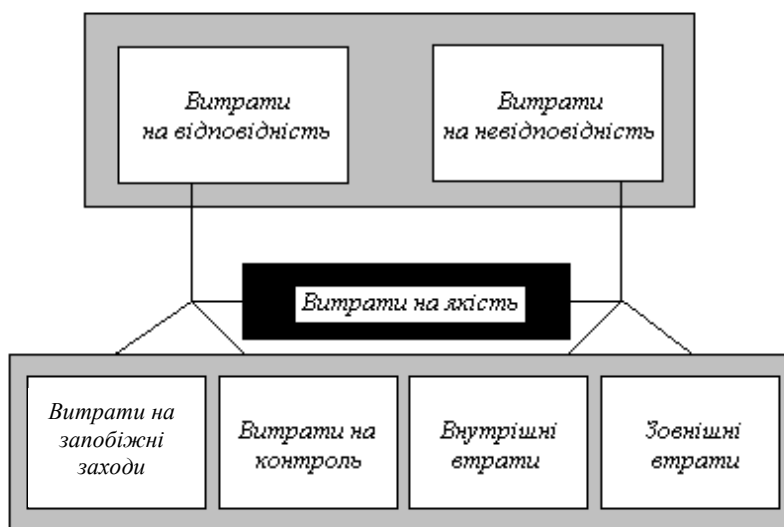 Витрати
на відповідність
Витрати
на невідповідність
Витрати на якість
Витрати на
запобіжні
заходи
Витрати на
контроль
Внутрішні
втрати
Зовнішні
втрати